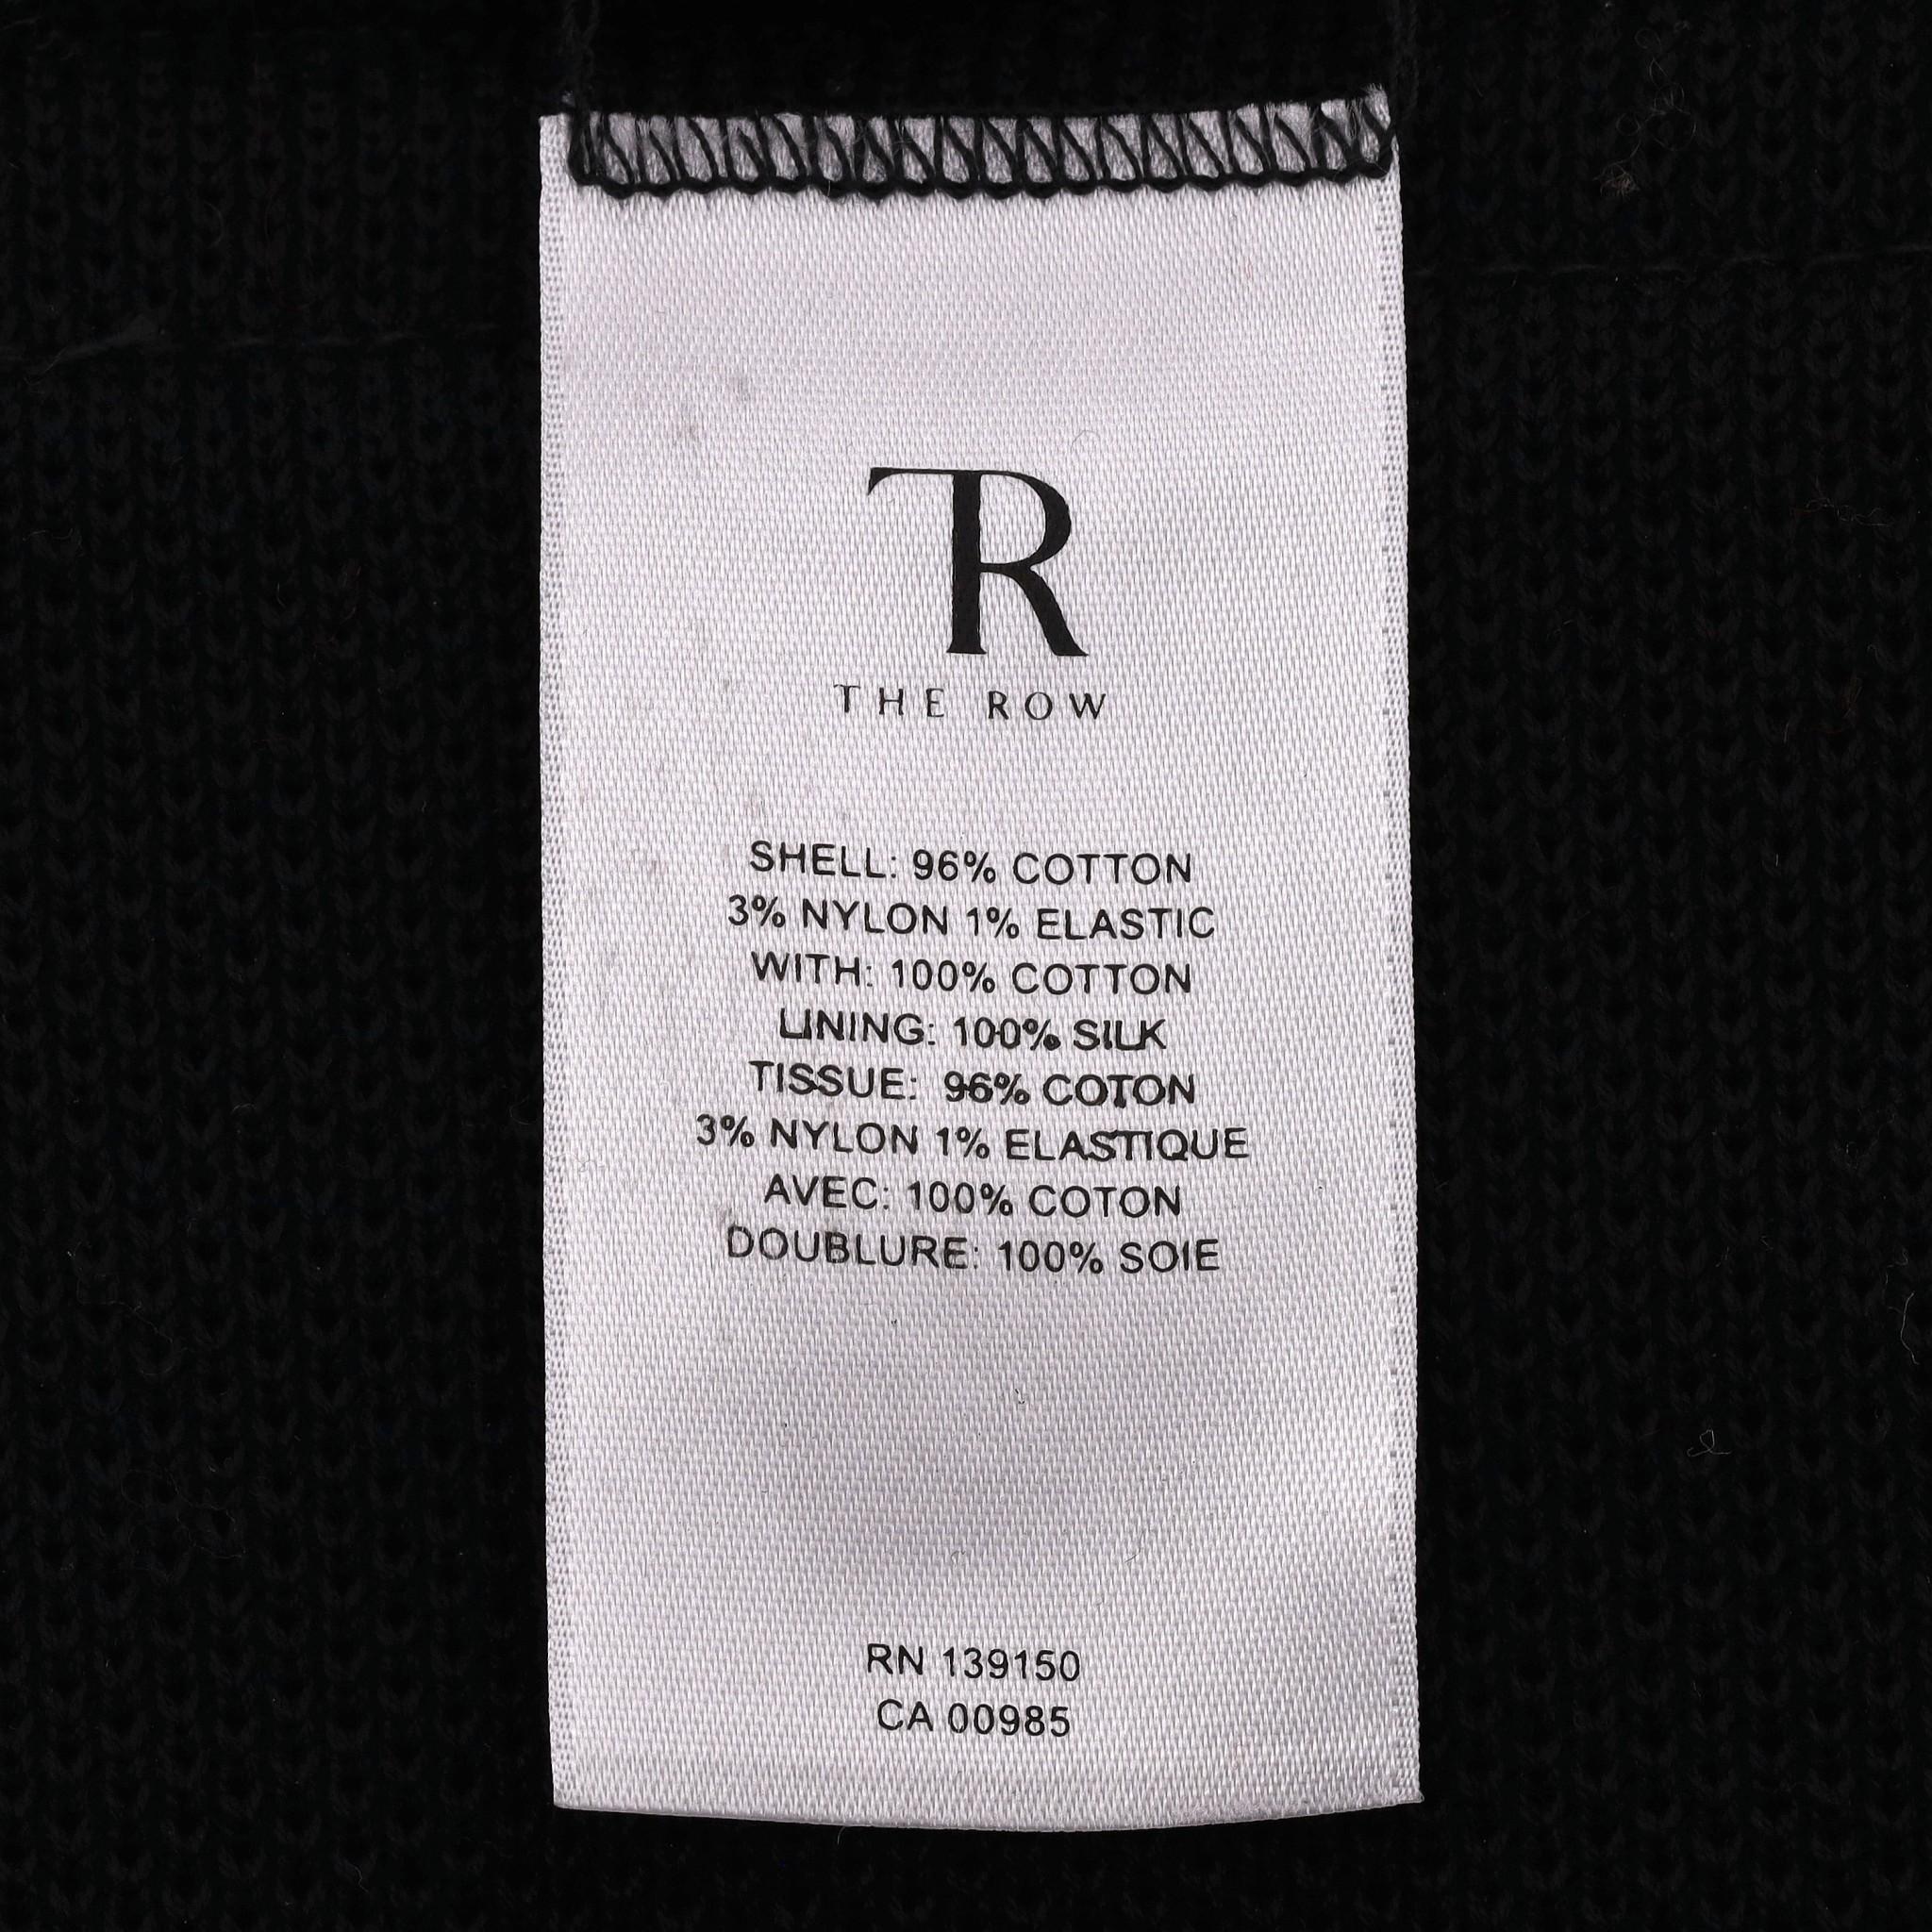 TR
THE ROW
SHELL: 96% COTTON
3% NYLON 1% ELASTIC
WITH: 100% COTTON
LINING: 100% SILK
TISSUE: 96% COTON
3% NYLON 1% ELASTIQUE
AVEC: 100% COTON
DOUBLURE: 100% SOIE
RN 139150
CA 00985